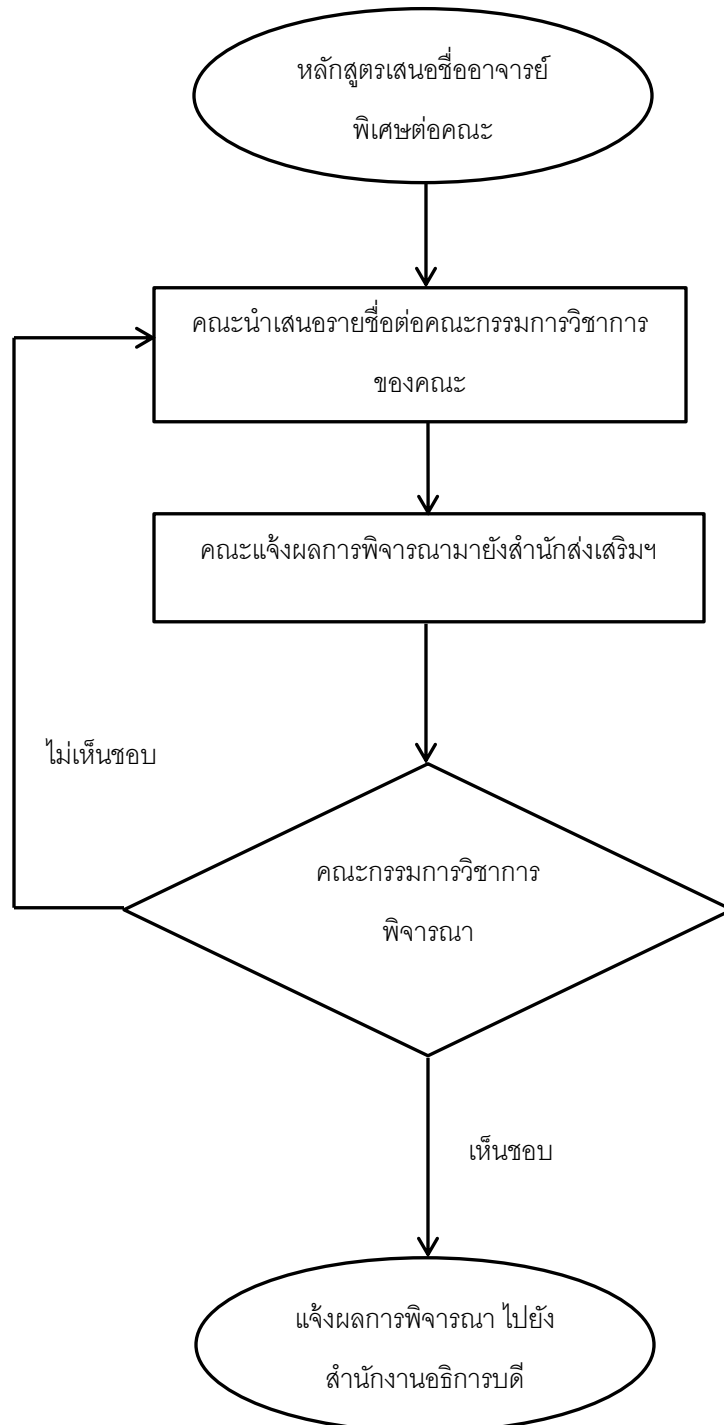 หลักสูตรเสนอชื่ออาจารย์
พิเศษต่อคณะ
คณะนำเสนอรายชื่อต่อคณะกรรมการวิชาการ
ของคณะ
คณะแจ้งผลการพิจารณามายังสำนักส่งเสริมฯ
ไม่เห็นชอบ
คณะกรรมการวิชาการ
พิจารณา
เห็นชอบ
แจ้งผลการพิจารณา ไปยัง
สำนักงานอธิการบดี